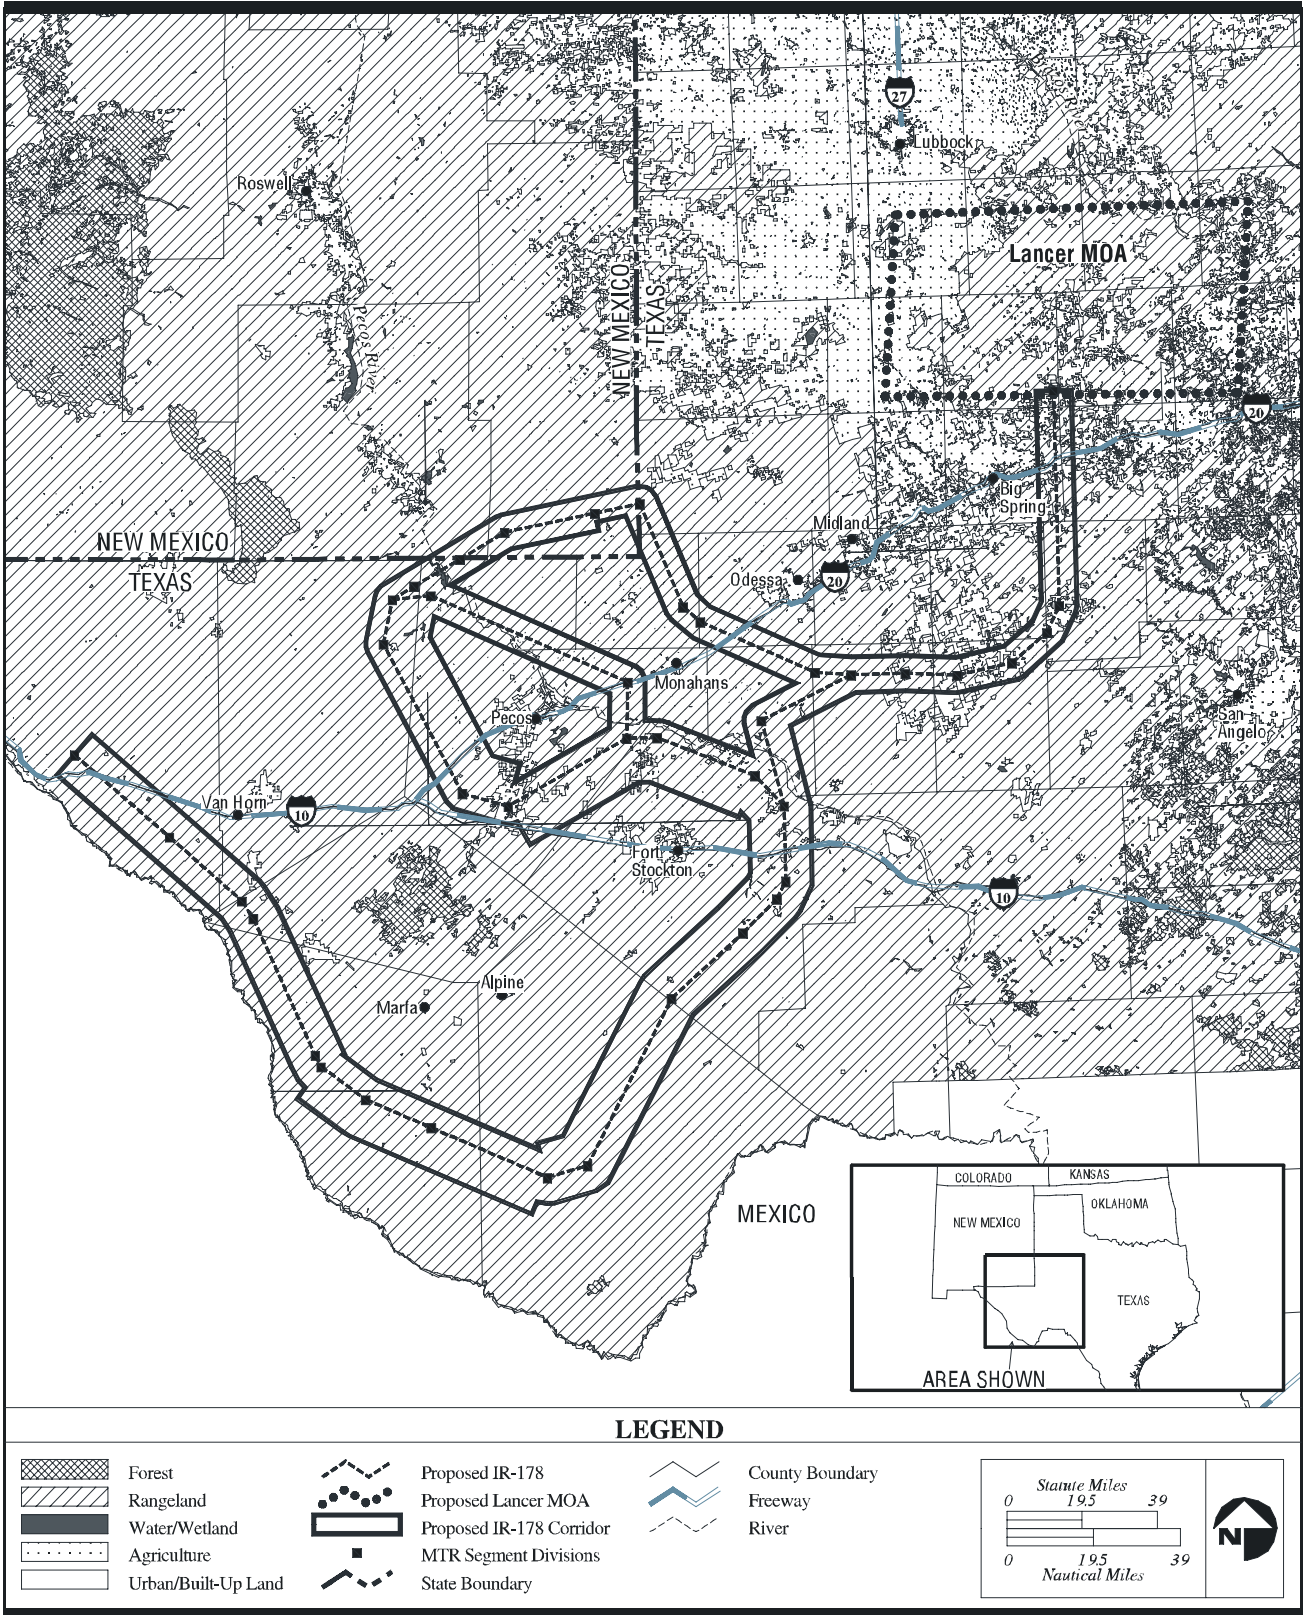 27
Lubbock
River
Roswell
Lancer MOA
NEW MEXICO
TEXAS
Pecos River
20
Big
Spring
Midland
NEW MEXICO
TEXAS
Odessa
20
Monahans
Pecos
San
Angelo
Van Horn
10
Fort
Stockton
10
Alpine
Marfa
MEXICO
COLORADO
KANSAS
OKLAHOMA
NEW MEXICO
TEXAS
AREA SHOWN
LEGEND
Forest
Rangeland
Water/Wetland
Agriculture
Urban/Built-Up Land
Proposed IR-178
Proposed Lancer MOA
Proposed IR-178 Corridor
MTR Segment Divisions
State Boundary
County Boundary
Freeway
River
Statute Miles
0 19.5 39
0 19.5 39
Nautical Miles
N